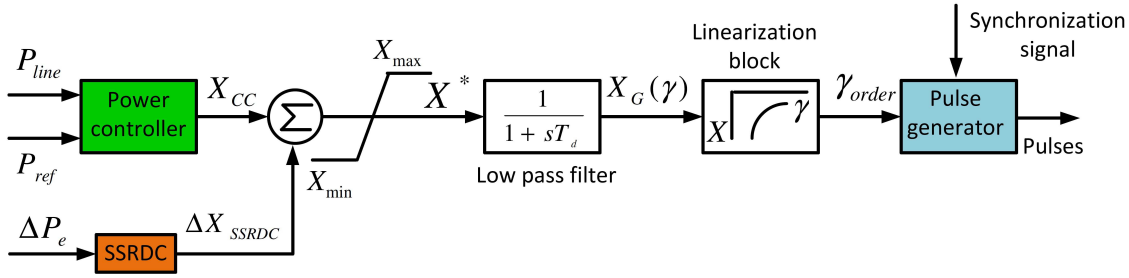 P_line
P_ref
Power
controller
X_CC
Σ
X_max
X_min
X*
1
1 + sT_d
Low pass filter
X_G(γ)
Linearization
block
X
γ
γ_order
Synchronization
signal
Pulse
generator
Pulses
ΔP_e
SSRDC
ΔX_SSRDC